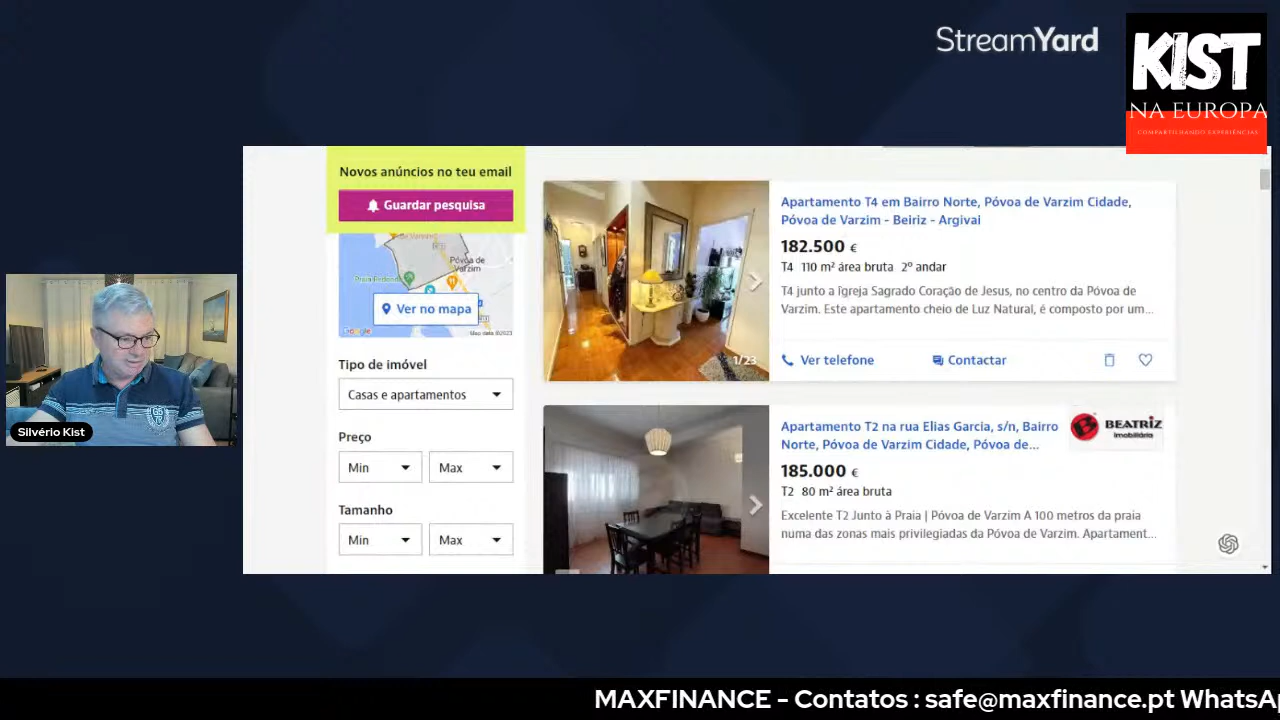 StreamYard
KIST
NA EUROPA
COMPARTILHANDO EXPERIÊNCIAS
Novos anúncios no teu email
Guardar pesquisa
Póvoa de
Varzim
Ver no mapa
Google
Map data ©2023
Tipo de imóvel
Casas e apartamentos
Preço
Min
Max
Tamanho
Min
Max
Apartamento T4 em Bairro Norte, Póvoa de Varzim Cidade,
Póvoa de Varzim - Beiriz - Argivai
182.500 €
T4 110 m² área bruta 2º andar
T4 junto a Igreja Sagrado Coração de Jesus, no centro da Póvoa de
Varzim. Este apartamento cheio de Luz Natural, é composto por um...
1/23
Ver telefone
Contactar
Apartamento T2 na rua Elias Garcia, s/n, Bairro
Norte, Póvoa de Varzim Cidade, Póvoa de...
BEATRIZ
imobiliária
185.000 €
T2 80 m² área bruta
Excelente T2 Junto à Praia | Póvoa de Varzim A 100 metros da praia
numa das zonas mais privilegiadas da Póvoa de Varzim. Apartament...
Silvério Kist
MAXFINANCE - Contatos : safe@maxfinance.pt WhatsA